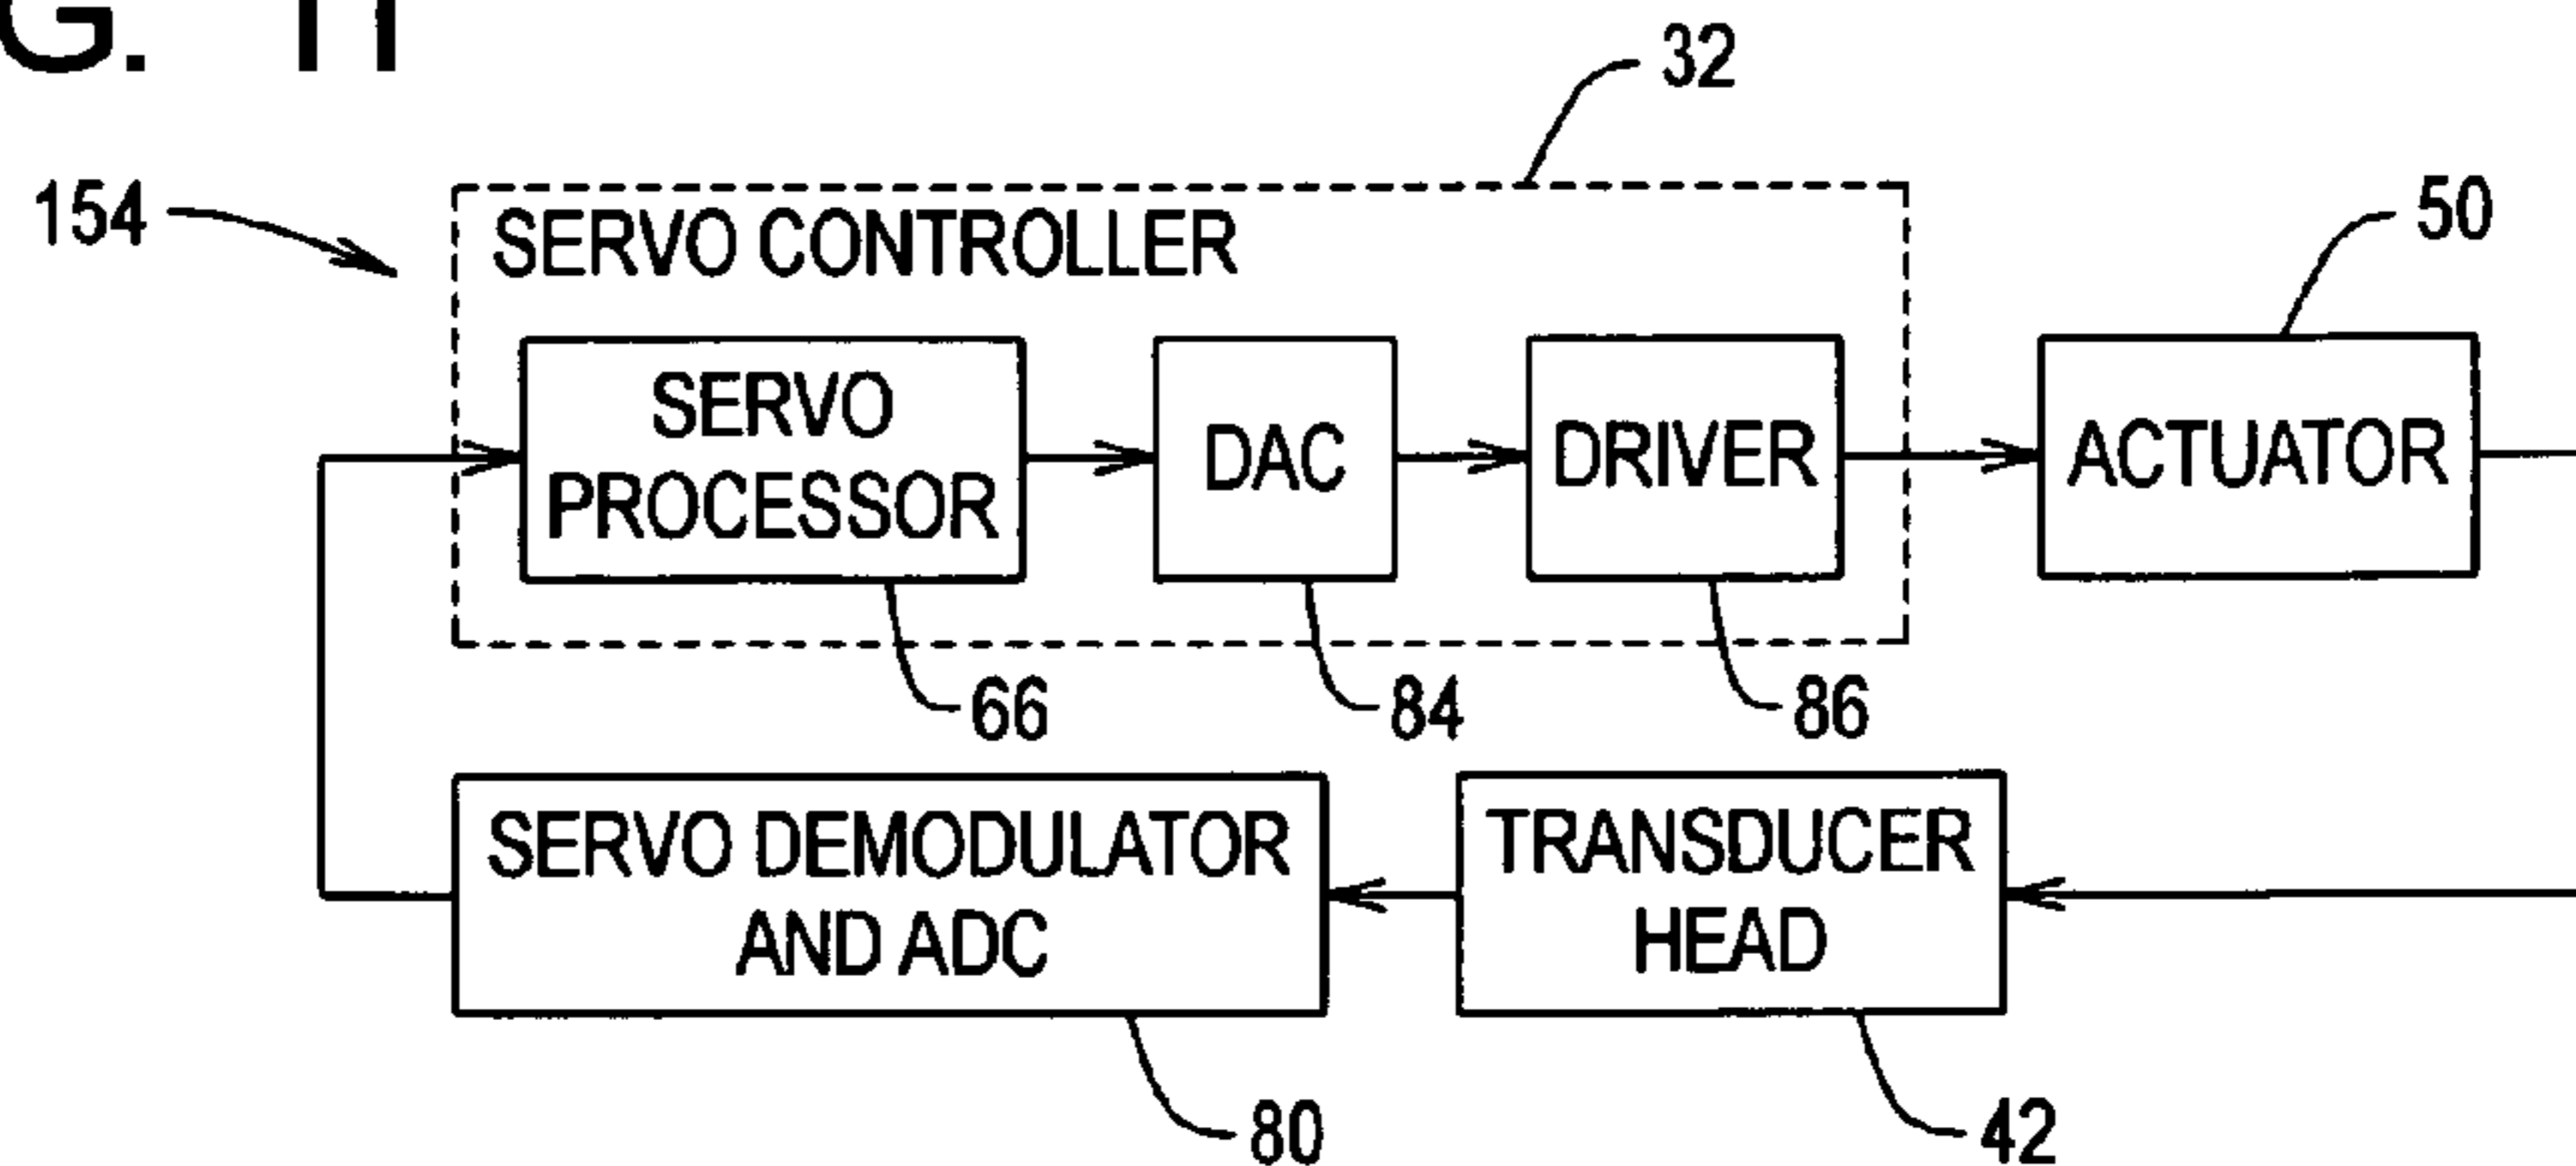 G. 11
32
154
50
SERVO CONTROLLER
SERVO
PROCESSOR
DAC
DRIVER
ACTUATOR
66
84
86
SERVO DEMODULATOR
AND ADC
TRANSDUCER
HEAD
80
42